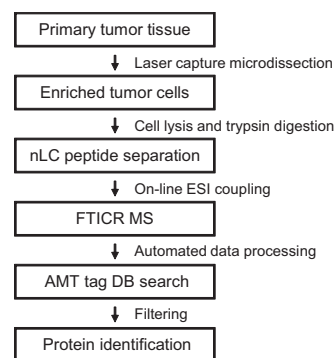 Primary tumor tissue
Laser capture microdissection
Enriched tumor cells
Cell lysis and trypsin digestion
nLC peptide separation
On-line ESI coupling
FTICR MS
Automated data processing
AMT tag DB search
Filtering
Protein identification